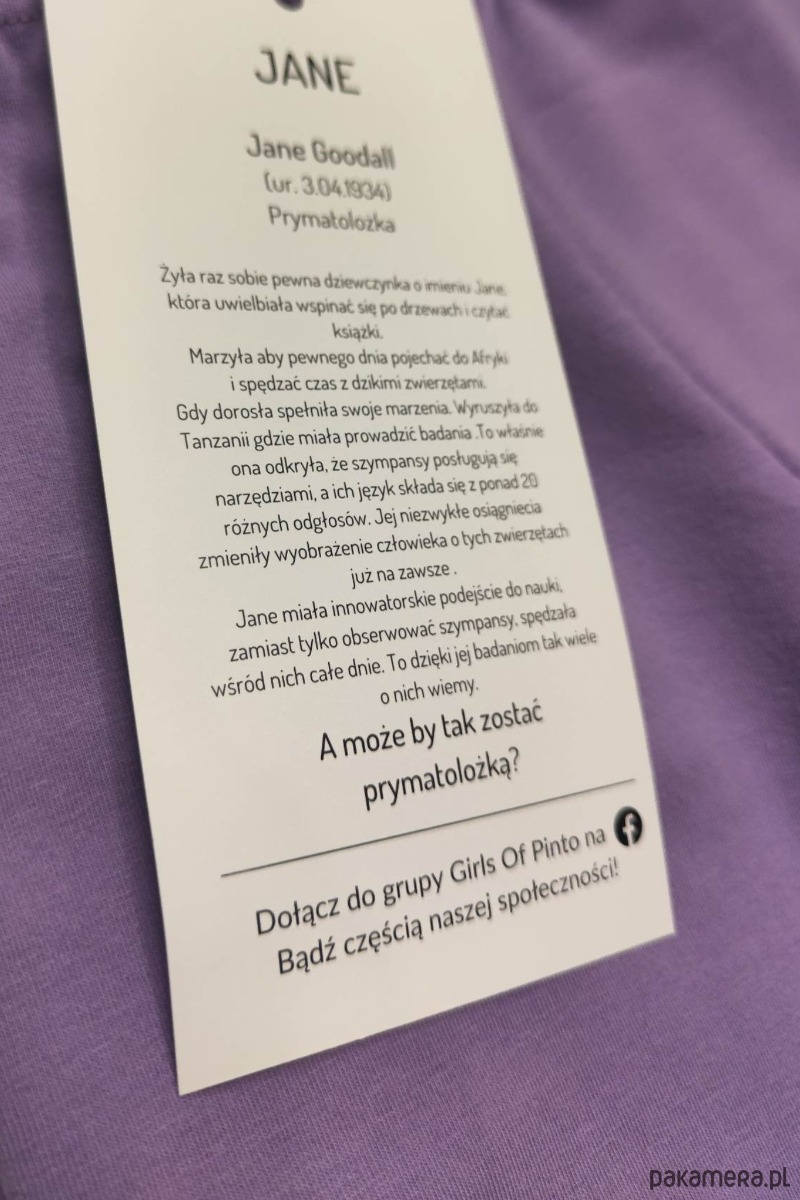 JANE
Jane Goodall
(ur. 3.04.1934)
Prymatolożka
Żyła raz sobie pewna dziewczynka o imieniu Jane,
która uwielbiała wspinać się po drzewach i czytać
książki.
Marzyła aby pewnego dnia pojechać do Afryki
i spędzać czas z dzikimi zwierzętami.
Gdy dorosła spełniła swoje marzenia. Wyruszyła do
Tanzanii gdzie miała prowadzić badania .To właśnie
ona odkryła, że szympansy posługują się
narzędziami, a ich język składa się z ponad 20
różnych odgłosów. Jej niezwykłe osiągniecia
zmieniły wyobrażenie człowieka o tych zwierzętach
już na zawsze .
Jane miała innowatorskie podejście do nauki,
zamiast tylko obserwować szympansy, spędzała
wśród nich całe dnie. To dzięki jej badaniom tak wiele
o nich wiemy.
A może by tak zostać
prymatolożką?
Dołącz do grupy Girls Of Pinto na f
Bądź częścią naszej społeczności!
pakamera.pl